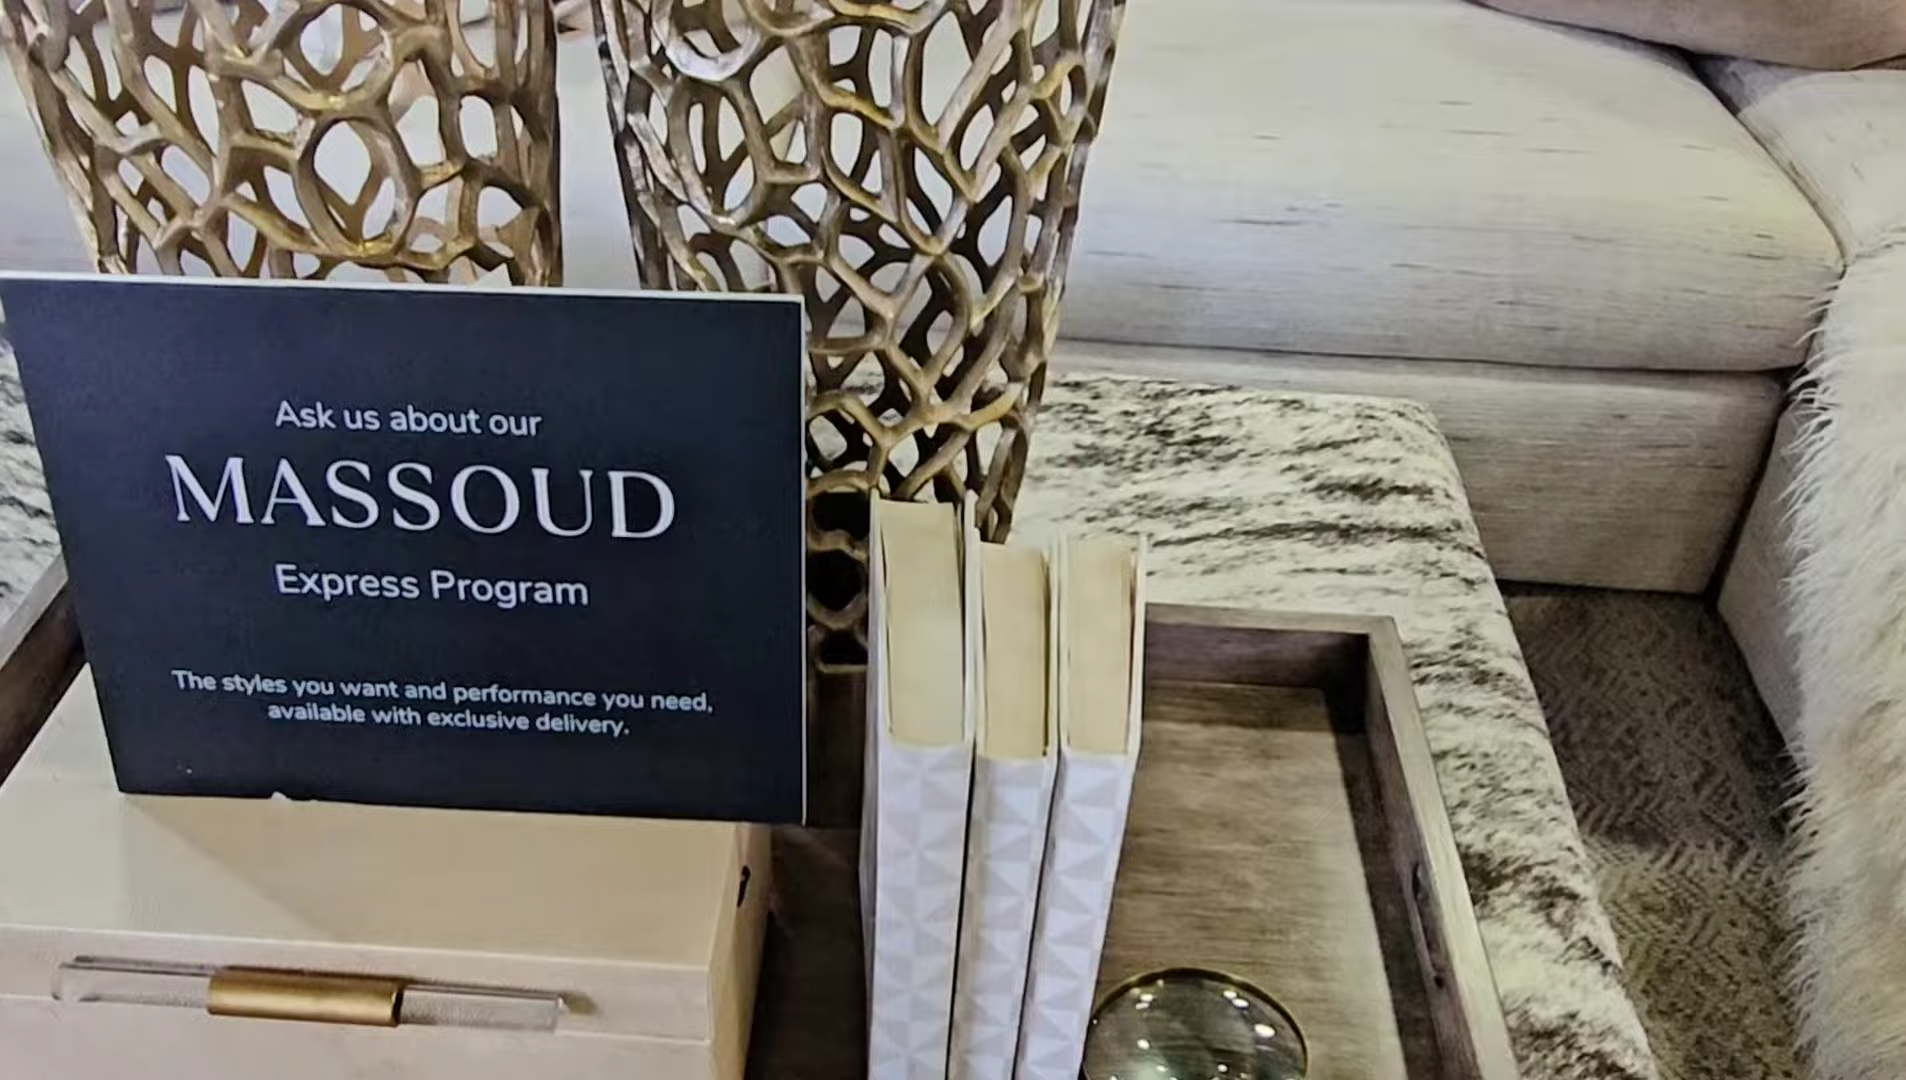 Ask us about our
MASSOUD
Express Program
The styles you want and performance you need,
available with exclusive delivery.